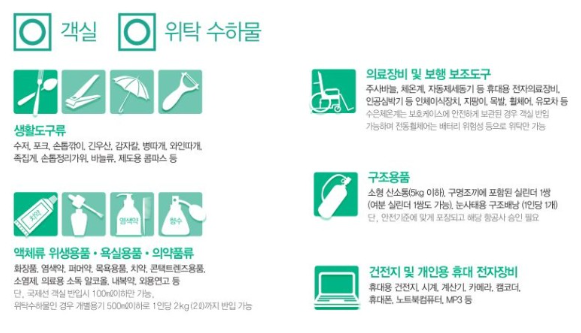 객실 위탁 수하물
생활도구류
수저, 포크, 손톱깎이, 긴우산, 감자칼, 병따개, 와인따개,
족집게, 손톱정리가위, 바늘류, 제도용 콤파스 등
치약
염색약
향수
액체류 위생용품·욕실용품·의약품류
화장품, 염색약, 퍼머약, 목욕용품, 치약, 콘택트렌즈용품,
소염제, 의료용 소독 알코올, 내복약, 외용연고 등
단, 국제선 객실 반입시 100ml이하만 가능,
위탁수하물인 경우 개별용기 500ml이하로 1인당 2kg(2ℓ)까지 반입 가능
의료장비 및 보행 보조도구
주사바늘, 체온계, 자동제세동기 등 휴대용 전자의료장비,
인공심박기 등 인체이식장치, 지팡이, 목발, 휠체어, 유모차 등
수은체온계는 보호케이스에 안전하게 보관된 경우 객실 반입
가능하며 전동휠체어는 배터리 위험성 등으로 위탁만 가능
구조용품
소형 산소통(5kg 이하), 구명조끼에 포함된 실린더 1쌍
(여분 실린더 1쌍도 가능), 눈사태용 구조배낭 (1인당 1개)
단, 안전기준에 맞게 포장되고 해당 항공사 승인 필요
건전지 및 개인용 휴대 전자장비
휴대용 건전지, 시계, 계산기, 카메라, 캠코더,
휴대폰, 노트북컴퓨터, MP3 등